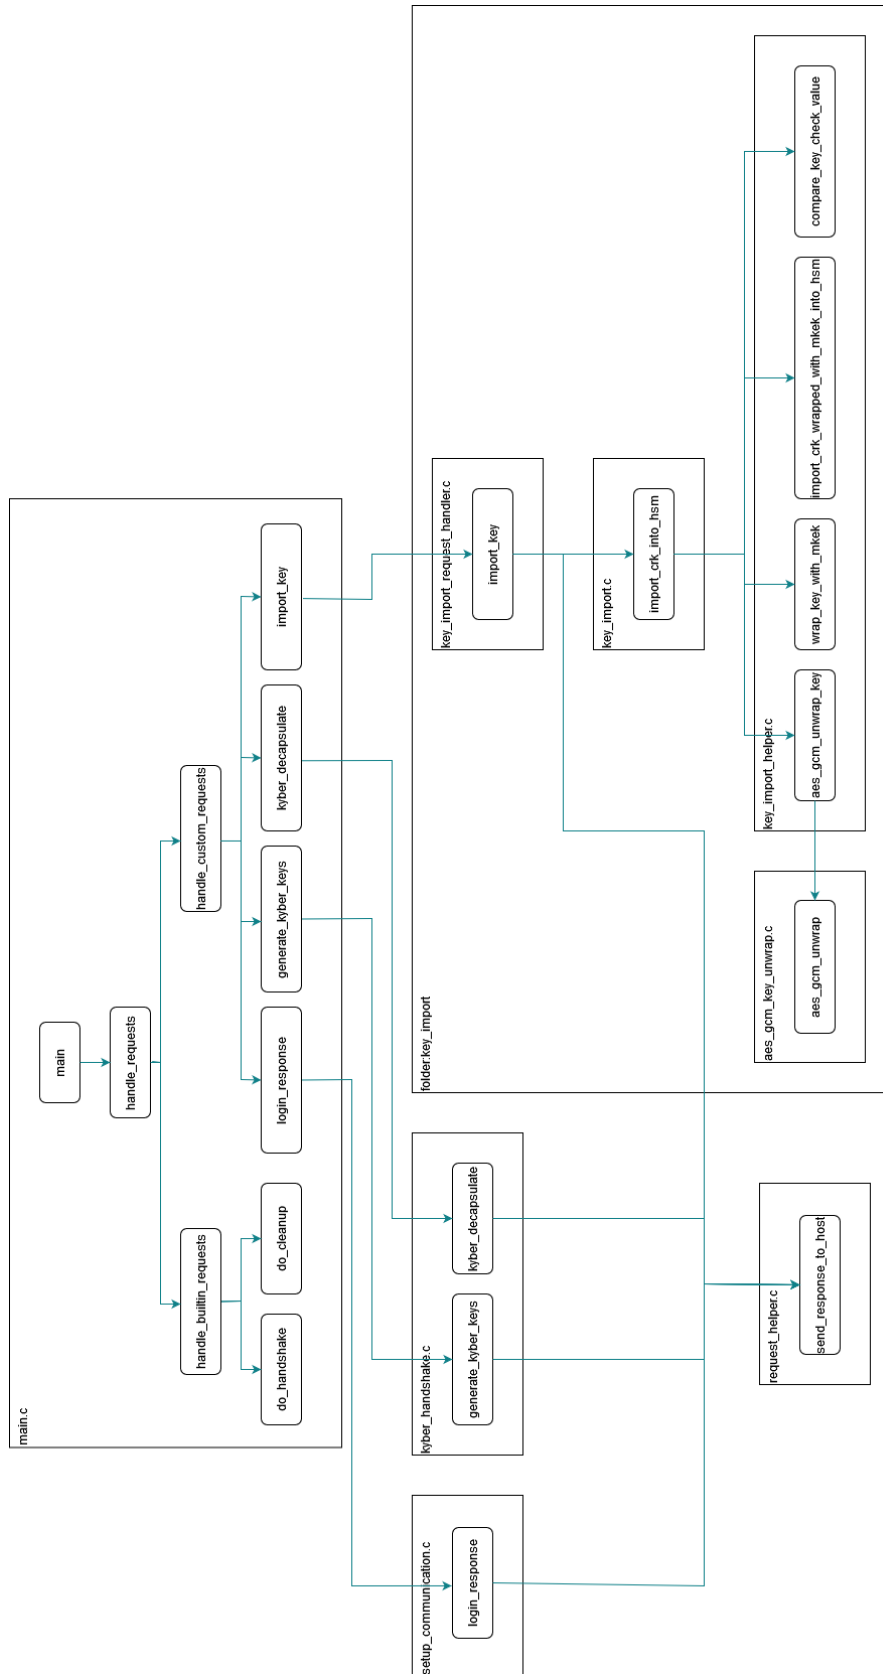 main.c
main
handle_requests
handle_builtin_requests
handle_custom_requests
do_handshake
do_cleanup
login_response
generate_kyber_keys
kyber_decapsulate
import_key
setup_communication.c
login_response
kyber_handshake.c
generate_kyber_keys
kyber_decapsulate
folder:key_import
key_import_request_handler.c
import_key
key_import.c
import_crk_into_hsm
request_helper.c
send_response_to_host
aes_gcm_key_unwrap.c
aes_gcm_unwrap
key_import_helper.c
aes_gcm_unwrap_key
wrap_key_with_mkek
import_crk_wrapped_with_mkek_into_hsm
compare_key_check_value